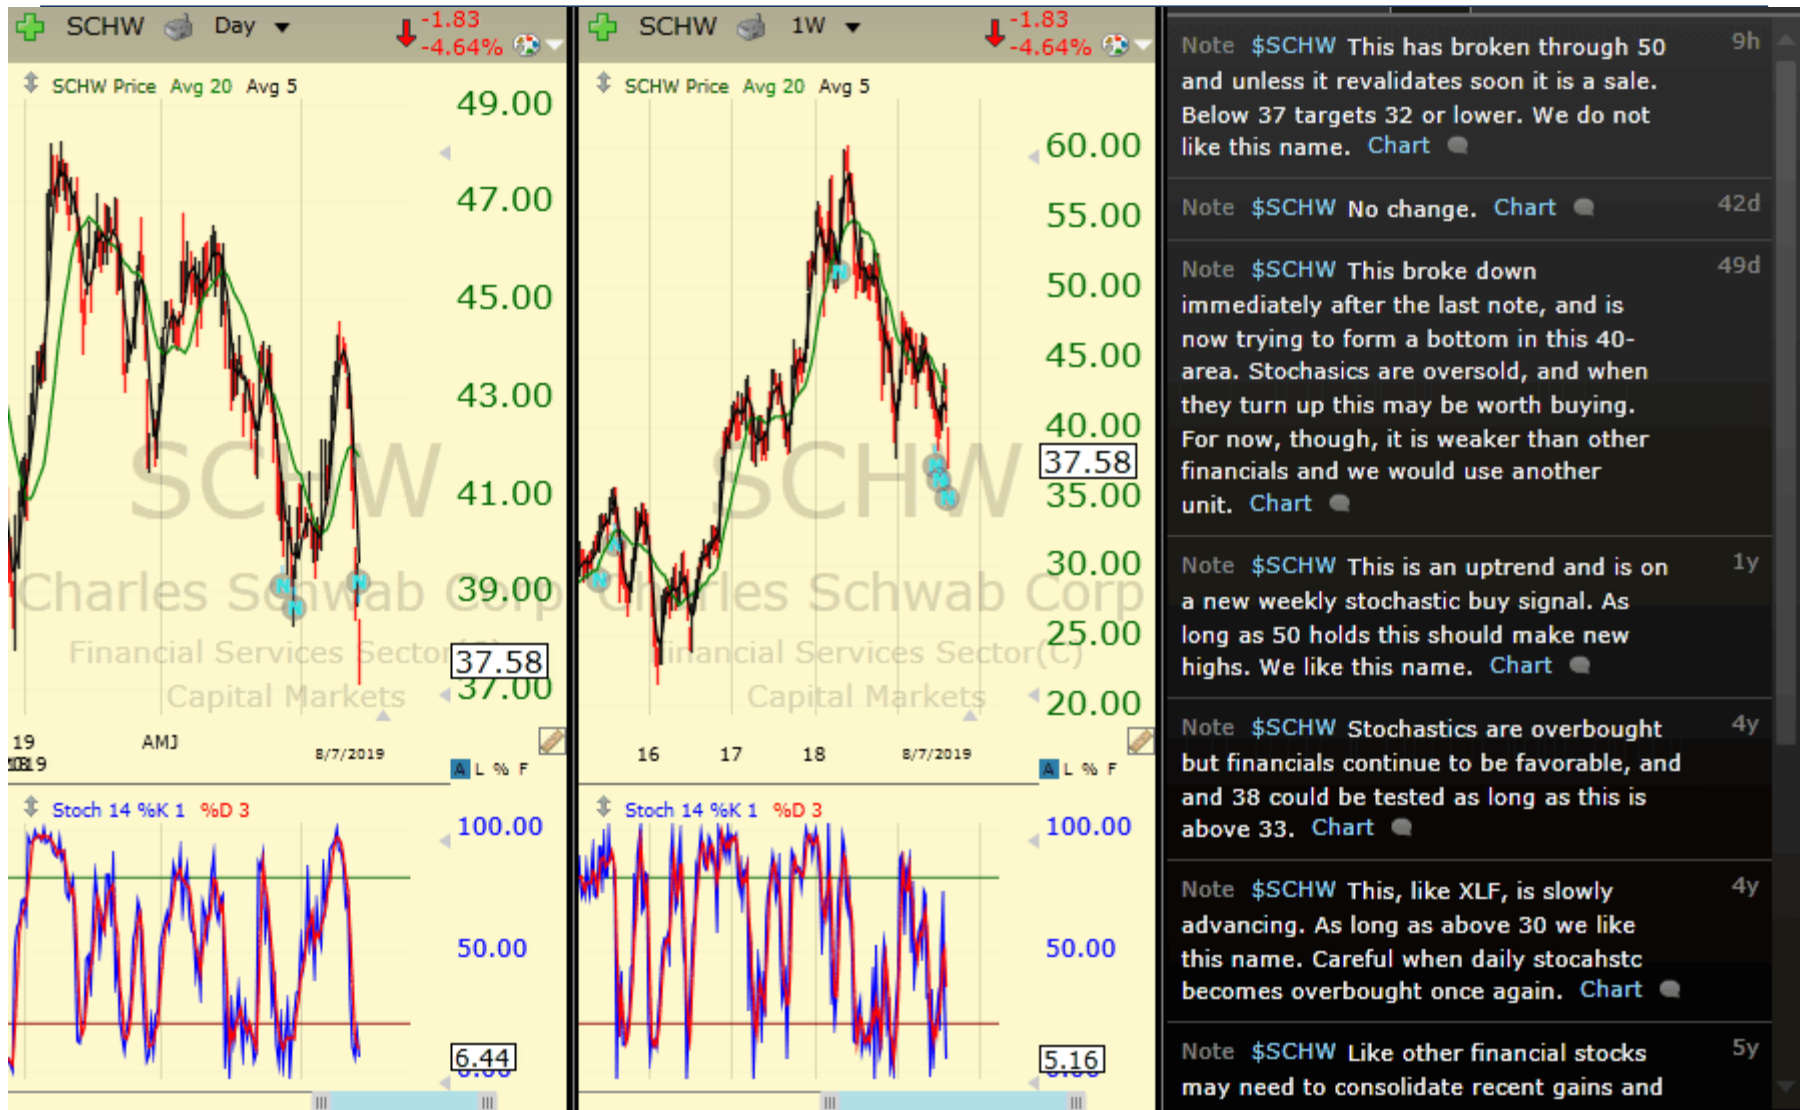 SCHW Day
-1.83
-4.64%
SCHW Price Avg 20 Avg 5
49.00
47.00
45.00
43.00
41.00
39.00
37.58
37.00
SCHW
Charles Schwab Corp
Financial Services Sector
Capital Markets
19
AMJ
8/7/2019
A L % F
Stoch 14 %K 1 %D 3
100.00
50.00
6.44
SCHW 1W
-1.83
-4.64%
SCHW Price Avg 20 Avg 5
60.00
55.00
50.00
45.00
40.00
37.58
35.00
30.00
25.00
20.00
SCHW
Charles Schwab Corp
Financial Services Sector(C)
Capital Markets
16 17 18 8/7/2019
A L % F
Stoch 14 %K 1 %D 3
100.00
50.00
5.16
Note $SCHW This has broken through 50 9h
and unless it revalidates soon it is a sale.
Below 37 targets 32 or lower. We do not
like this name. Chart
Note $SCHW No change. Chart 42d
Note $SCHW This broke down 49d
immediately after the last note, and is
now trying to form a bottom in this 40-
area. Stochasics are oversold, and when
they turn up this may be worth buying.
For now, though, it is weaker than other
financials and we would use another
unit. Chart
Note $SCHW This is an uptrend and is on 1y
a new weekly stochastic buy signal. As
long as 50 holds this should make new
highs. We like this name. Chart
Note $SCHW Stochastics are overbought 4y
but financials continue to be favorable, and
and 38 could be tested as long as this is
above 33. Chart
Note $SCHW This, like XLF, is slowly 4y
advancing. As long as above 30 we like
this name. Careful when daily stocahstc
becomes overbought once again. Chart
Note $SCHW Like other financial stocks 5y
may need to consolidate recent gains and